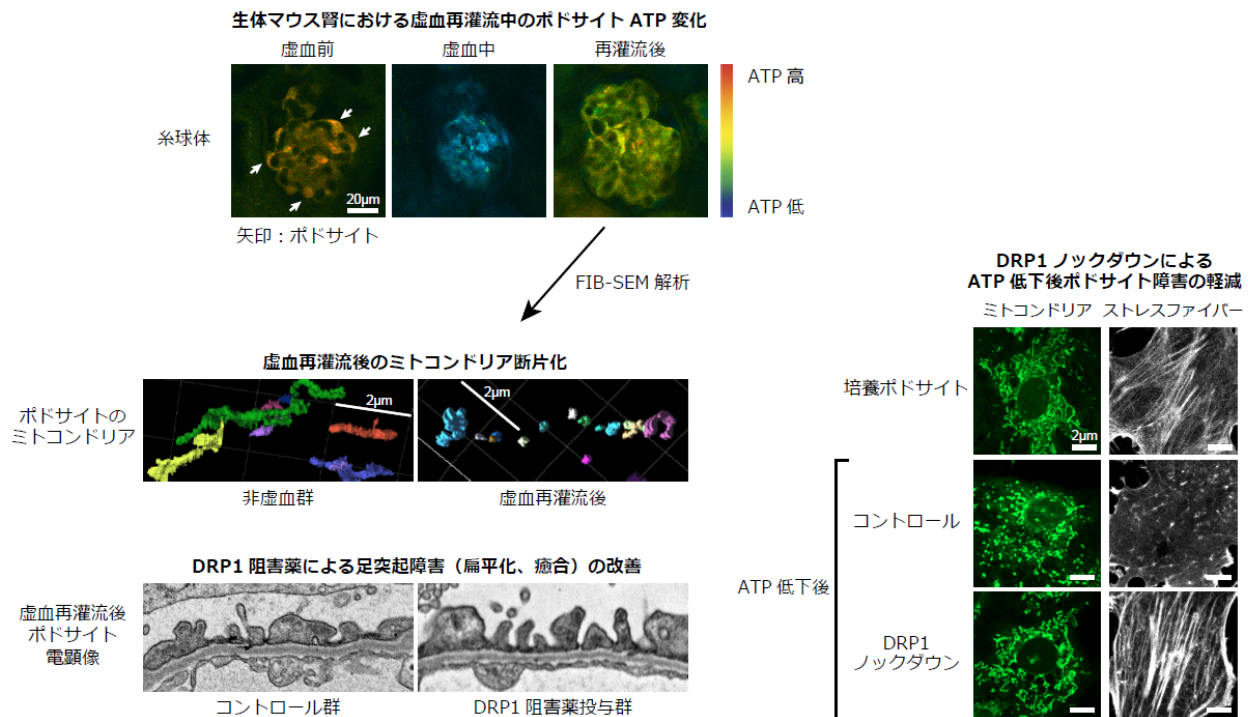 生体マウス腎における虚血再灌流中のポドサイト ATP 変化
虚血前
虚血中
再灌流後
糸球体
20μm
ATP 高
ATP 低
矢印：ポドサイト
FIB-SEM 解析
虚血再灌流後のミトコンドリア断片化
ポドサイトの
ミトコンドリア
2μm
2μm
非虚血群
虚血再灌流後
DRP1 阻害薬による足突起障害（扁平化、癒合）の改善
虚血再灌流後
ポドサイト
電顕像
コントロール群
DRP1 阻害薬投与群
DRP1 ノックダウンによる
ATP 低下後ポドサイト障害の軽減
ミトコンドリア
ストレスファイバー
培養ポドサイト
2μm
ATP 低下後
コントロール
DRP1
ノックダウン